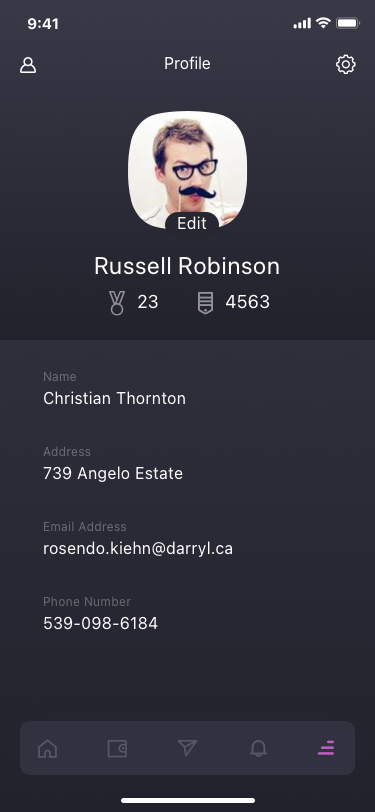 9:41
Profile
Edit
Russell Robinson
23 4563
Name
Christian Thornton
Address
739 Angelo Estate
Email Address
rosendo.kiehn@darryl.ca
Phone Number
539-098-6184